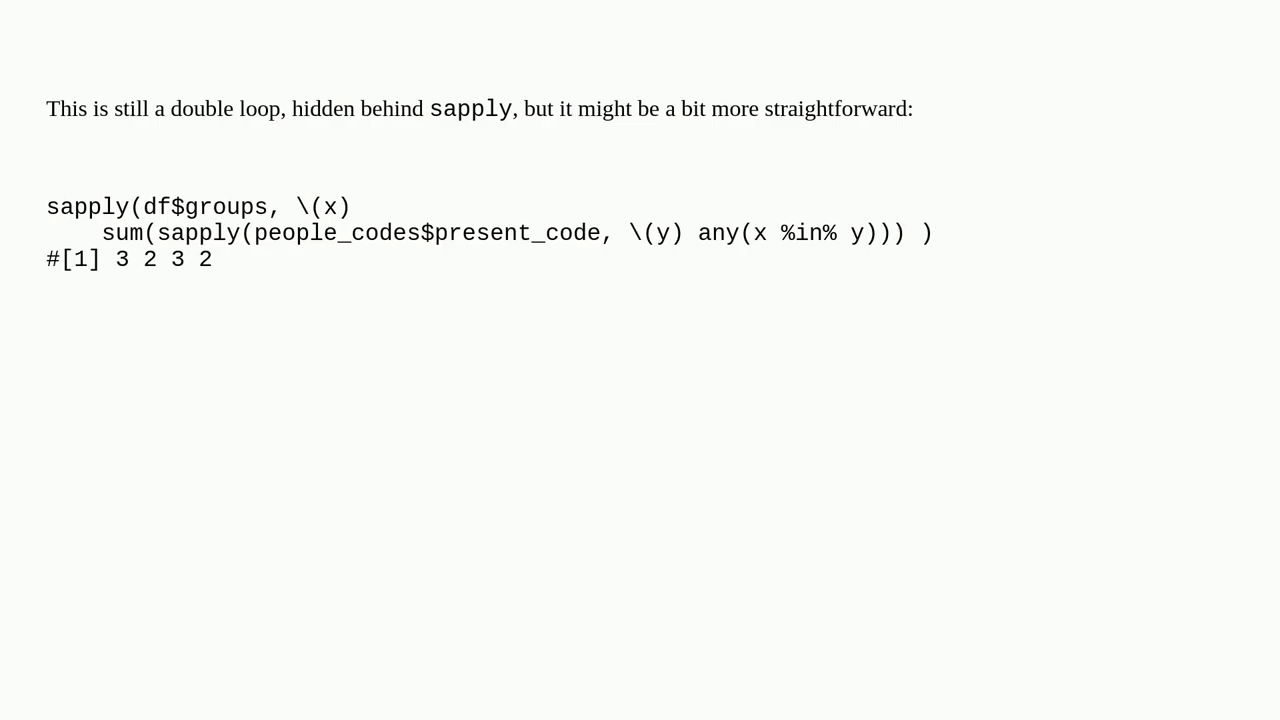 This is still a double loop, hidden behind sapply, but it might be a bit more straightforward:
sapply(df$groups, \(x)
    sum(sapply(people_codes$present_code, \(y) any(x %in% y))) )
#[1] 3 2 3 2